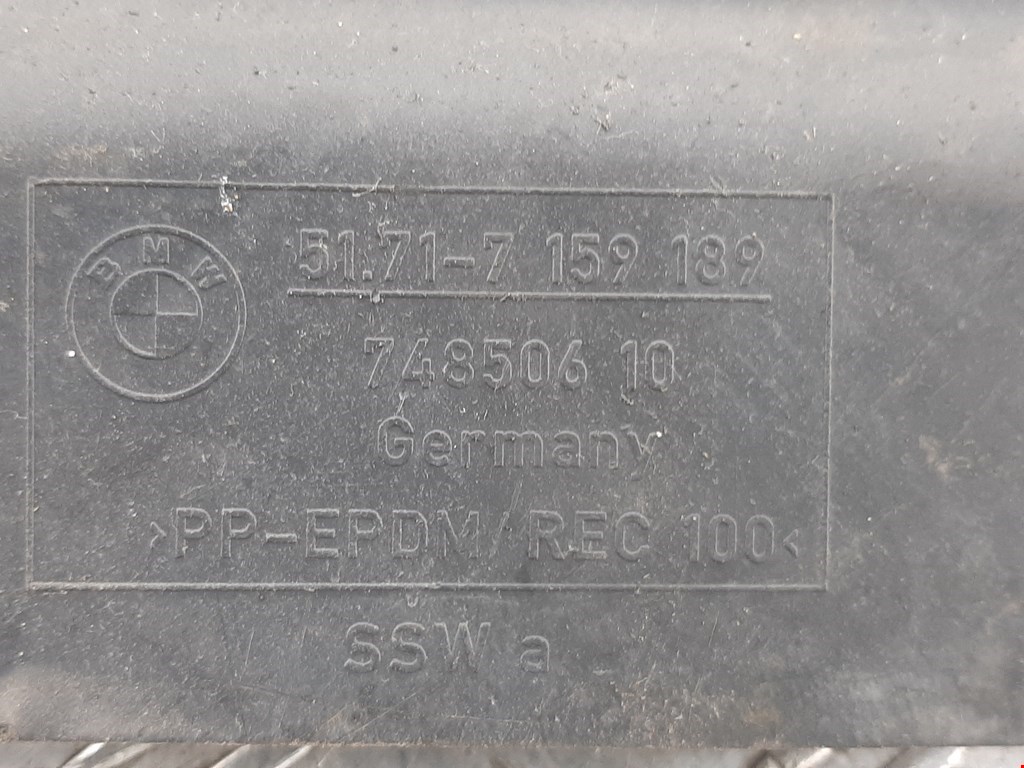 BMW
51.71-7 159 189
748506 10
Germany
>PP-EPDM/REC 100<
SSW a